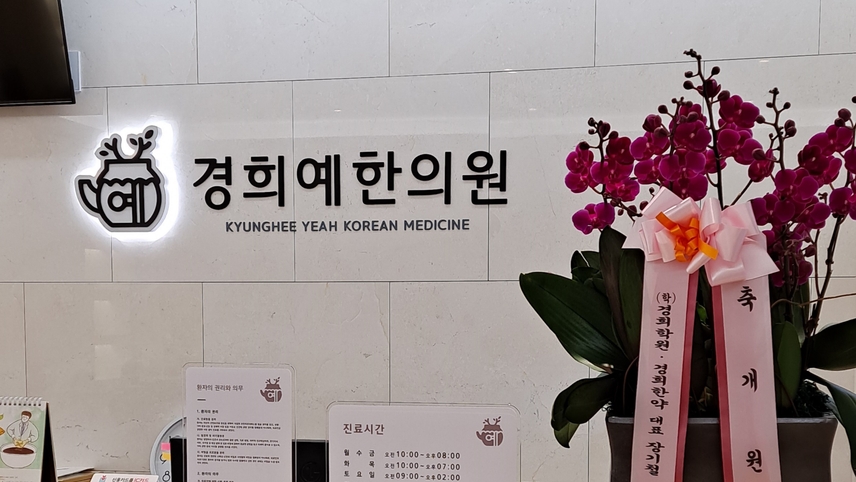 예
경희예한의원
KYUNGHEE YEAH KOREAN MEDICINE
(학)경희학원·경희한약 대표 장기철
축개원
환자의 권리와 의무
예
진료시간
예
월 수 금 오전10:00~오후08:00
화 목 오전10:00~오후07:00
토요일 오전09:00~오후02:00